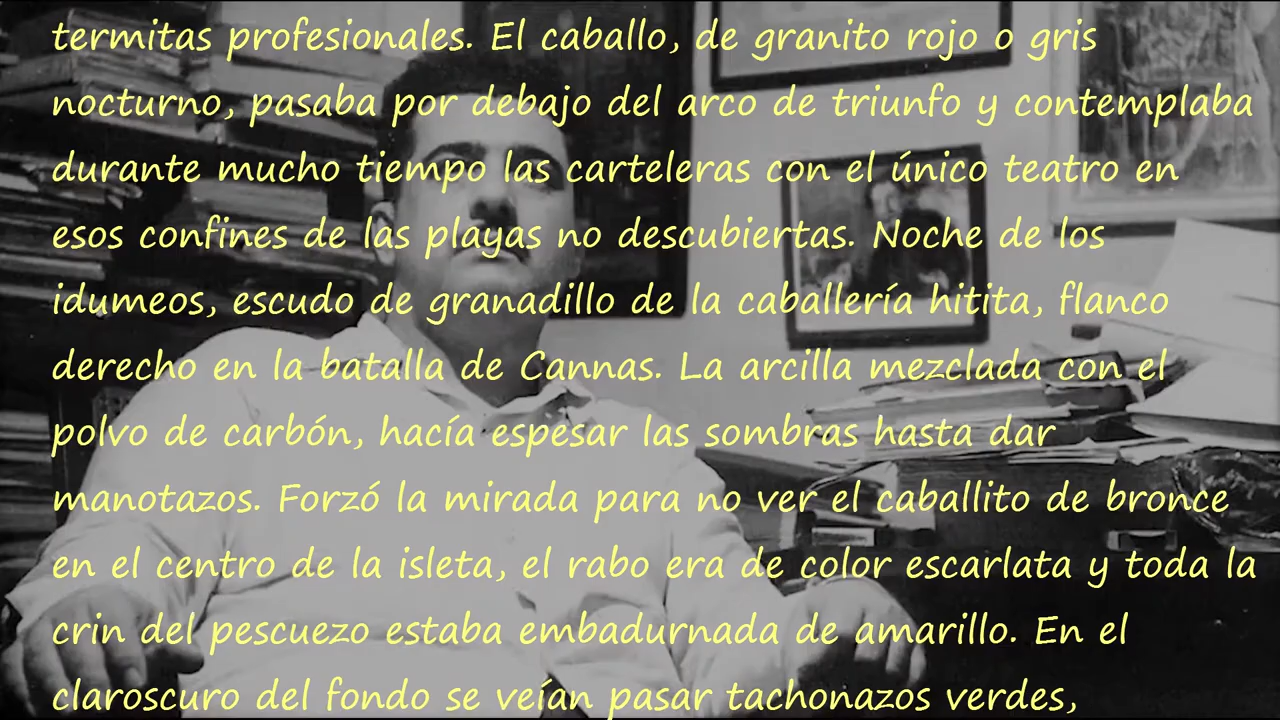 termitas profesionales. El caballo, de granito rojo o gris
nocturno, pasaba por debajo del arco de triunfo y contemplaba
durante mucho tiempo las carteleras con el único teatro en
esos confines de las playas no descubiertas. Noche de los
idumeos, escudo de granadillo de la caballería hitita, flanco
derecho en la batalla de Cannas. La arcilla mezclada con el
polvo de carbón, hacía espesar las sombras hasta dar
manotazos. Forzó la mirada para no ver el caballito de bronce
en el centro de la isleta, el rabo era de color escarlata y toda la
crin del pescuezo estaba embadurnada de amarillo. En el
claroscuro del fondo se veían pasar tachonazos verdes,